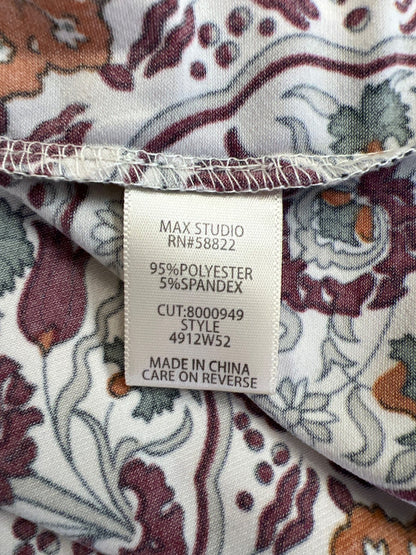 MAX STUDIO
RN#58822
95%POLYESTER
5%SPANDEX
CUT:8000949
STYLE
4912W52
MADE IN CHINA
CARE ON REVERSE